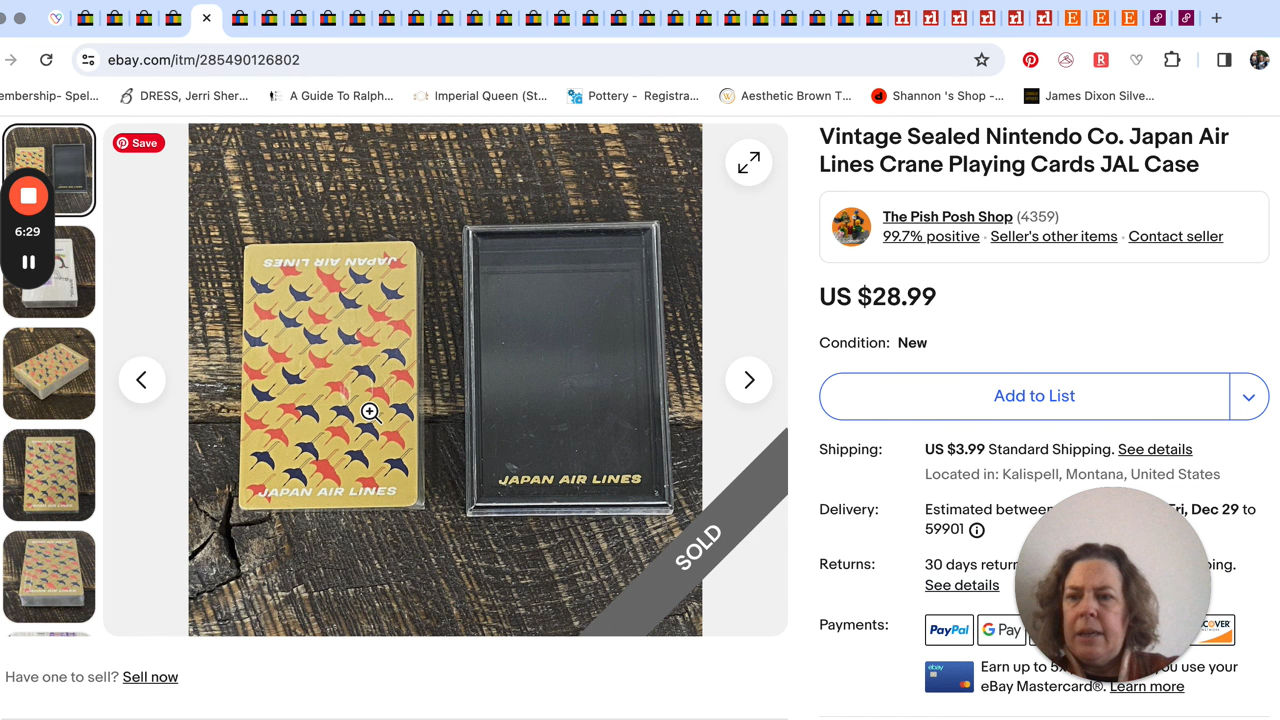 ebay.com/itm/285490126802
embership- Spel...
DRESS, Jerri Sher...
A Guide To Ralph...
Imperial Queen (St...
Pottery - Registra...
Aesthetic Brown T...
Shannon 's Shop -...
James Dixon Silve...
Save
6:29
JAPAN AIR LINES
JAPAN AIR LINES
JAPAN AIR LINES
SOLD
Have one to sell? Sell now
Vintage Sealed Nintendo Co. Japan Air
Lines Crane Playing Cards JAL Case
The Pish Posh Shop (4359)
99.7% positive · Seller's other items · Contact seller
US $28.99
Condition: New
Add to List
Shipping: US $3.99 Standard Shipping. See details
Located in: Kalispell, Montana, United States
Delivery: Estimated between Fri, Dec 29 to
59901
Returns: 30 days return ping.
See details
Payments: PayPal G Pay
Earn up to 5 you use your
eBay Mastercard®. Learn more